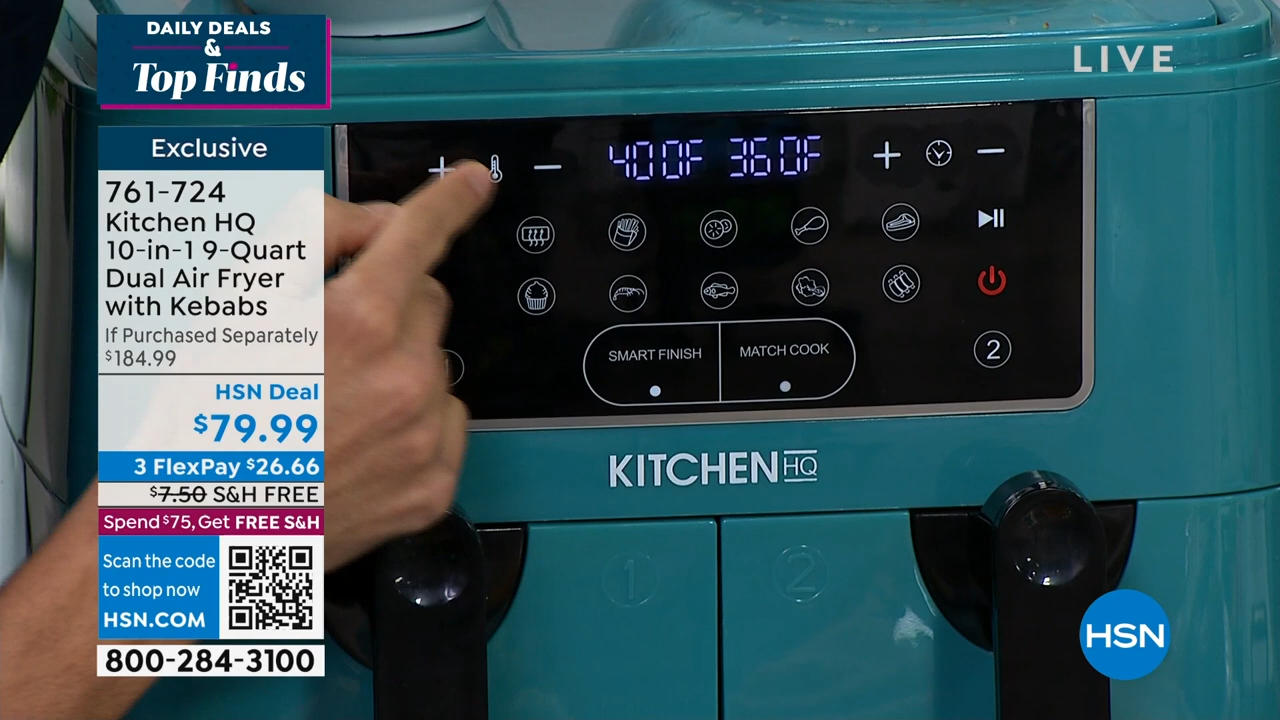 DAILY DEALS
&
Top Finds
LIVE
Exclusive
761-724
Kitchen HQ
10-in-1 9-Quart
Dual Air Fryer
with Kebabs
If Purchased Separately
$184.99
HSN Deal
$79.99
3 FlexPay $26.66
$7.50 S&H FREE
Spend $75, Get FREE S&H
Scan the code
to shop now
HSN.COM
800-284-3100
+ − 400F 360F + −
SMART FINISH MATCH COOK
1 2
KITCHEN HQ
1 2
HSN